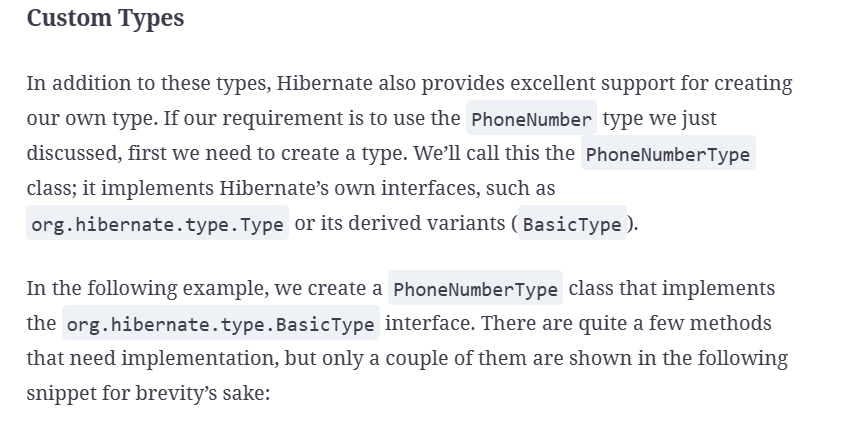 Custom Types
In addition to these types, Hibernate also provides excellent support for creating
our own type. If our requirement is to use the PhoneNumber type we just
discussed, first we need to create a type. We’ll call this the PhoneNumberType
class; it implements Hibernate’s own interfaces, such as
org.hibernate.type.Type or its derived variants (BasicType).
In the following example, we create a PhoneNumberType class that implements
the org.hibernate.type.BasicType interface. There are quite a few methods
that need implementation, but only a couple of them are shown in the following
snippet for brevity’s sake: